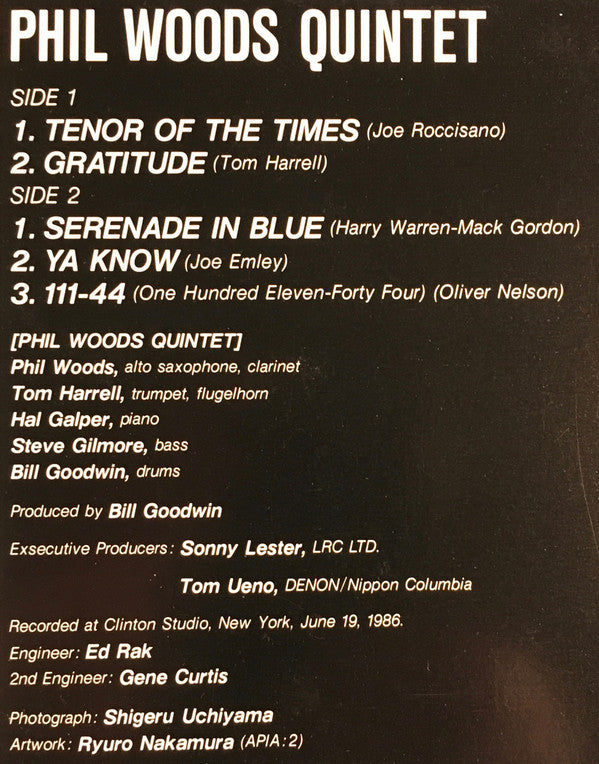 PHIL WOODS QUINTET
SIDE 1
1. TENOR OF THE TIMES (Joe Roccisano)
2. GRATITUDE (Tom Harrell)
SIDE 2
1. SERENADE IN BLUE (Harry Warren-Mack Gordon)
2. YA KNOW (Joe Emley)
3. 111-44 (One Hundred Eleven-Forty Four) (Oliver Nelson)
[PHIL WOODS QUINTET]
Phil Woods, alto saxophone, clarinet
Tom Harrell, trumpet, flugelhorn
Hal Galper, piano
Steve Gilmore, bass
Bill Goodwin, drums
Produced by Bill Goodwin
Exsecutive Producers: Sonny Lester, LRC LTD.
Tom Ueno, DENON/Nippon Columbia
Recorded at Clinton Studio, New York, June 19, 1986.
Engineer: Ed Rak
2nd Engineer: Gene Curtis
Photograph: Shigeru Uchiyama
Artwork: Ryuro Nakamura (APIA:2)